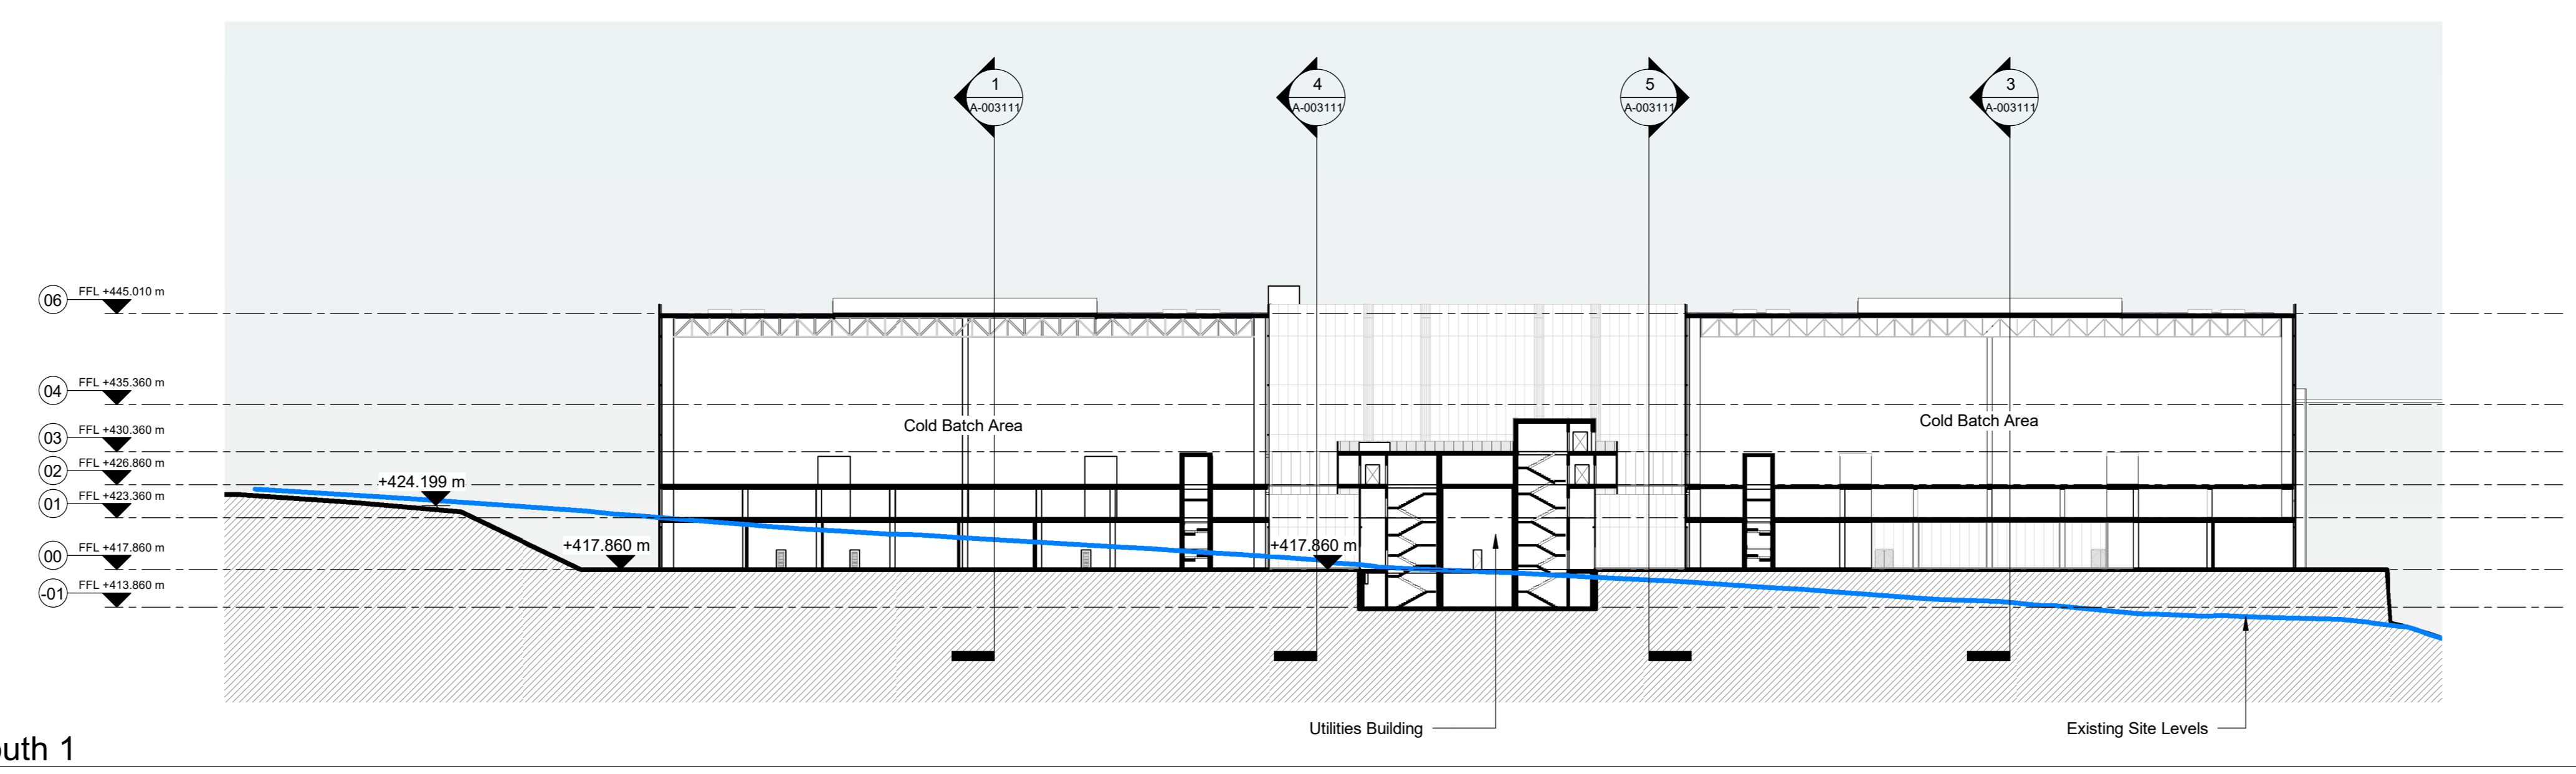 1
A-003111
4
A-003111
5
A-003111
3
A-003111
06 FFL +445.010 m
04 FFL +435.360 m
03 FFL +430.360 m
02 FFL +426.860 m
01 FFL +423.360 m
00 FFL +417.860 m
-01 FFL +413.860 m
Cold Batch Area
Cold Batch Area
+424.199 m
+417.860 m
+417.860 m
Utilities Building
Existing Site Levels
uth 1